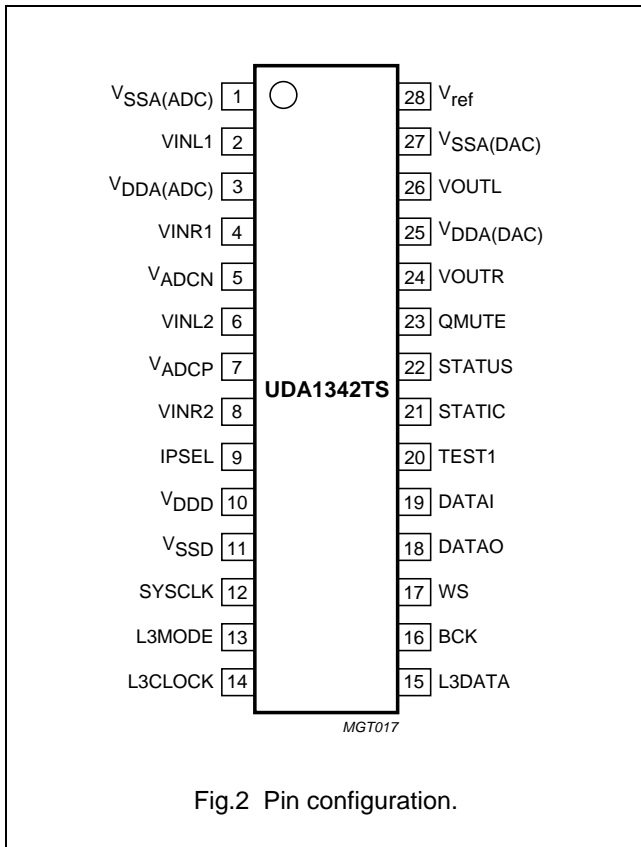 VSSA(ADC) 1
VINL1 2
VDDA(ADC) 3
VINR1 4
VADCN 5
VINL2 6
VADCP 7
VINR2 8
IPSEL 9
VDDD 10
VSSD 11
SYSCLK 12
L3MODE 13
L3CLOCK 14
UDA1342TS
28 Vref
27 VSSA(DAC)
26 VOUTL
25 VDDA(DAC)
24 VOUTR
23 QMUTE
22 STATUS
21 STATIC
20 TEST1
19 DATAI
18 DATAO
17 WS
16 BCK
15 L3DATA
MGT017
Fig.2 Pin configuration.